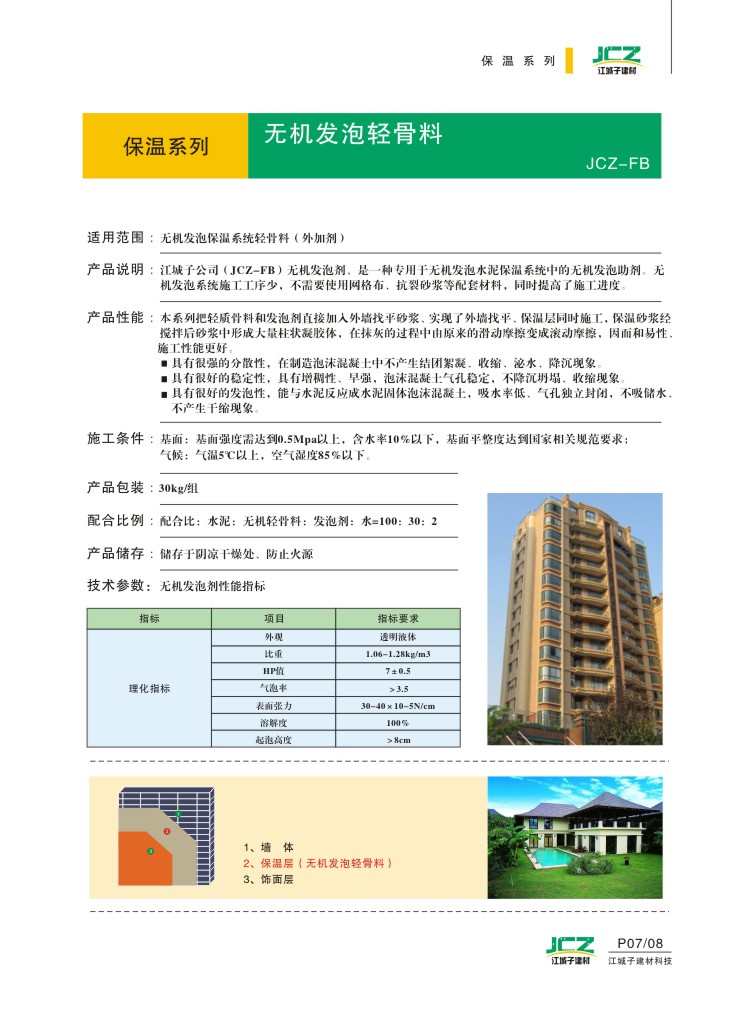 保温系列
JCZ
江城子建材
保温系列
无机发泡轻骨料
JCZ-FB
适用范围：无机发泡保温系统轻骨料（外加剂）
产品说明：江城子公司（JCZ-FB）无机发泡剂、是一种专用于无机发泡水泥保温系统中的无机发泡助剂。无
机发泡系统施工工序少，不需要使用网格布、抗裂砂浆等配套材料，同时提高了施工进度。
产品性能：本系列把轻质骨料和发泡剂直接加入外墙找平砂浆、实现了外墙找平、保温层同时施工，保温砂浆经
搅拌后砂浆中形成大量柱状凝胶体，在抹灰的过程中由原来的滑动摩擦变成滚动摩擦，因而和易性、
施工性能更好。
■ 具有很强的分散性，在制造泡沫混凝土中不产生结团絮凝、收缩、泌水、降沉现象。
■ 具有很好的稳定性，具有增稠性、早强，泡沫混凝土气孔稳定，不降沉坍塌、收缩现象。
■ 具有很好的发泡性，能与水泥反应成水泥固体泡沫混凝土，吸水率低、气孔独立封闭，不吸储水、
不产生干缩现象。
施工条件：基面：基面强度需达到0.5Mpa以上，含水率10%以下，基面平整度达到国家相关规范要求；
气候：气温5℃以上，空气湿度85%以下。
产品包装：30kg/组
配合比例：配合比：水泥：无机轻骨料：发泡剂：水=100：30：2
产品储存：储存于阴凉干燥处、防止火源
技术参数：无机发泡剂性能指标
指标 项目 指标要求
理化指标
外观 透明液体
比重 1.06-1.28kg/m3
HP值 7±0.5
气泡率 >3.5
表面张力 30-40×10-5N/cm
溶解度 100%
起泡高度 >8cm
1
2
3
1、墙 体
2、保温层（无机发泡轻骨料）
3、饰面层
JCZ
江城子建材
P07/08
江城子建材科技